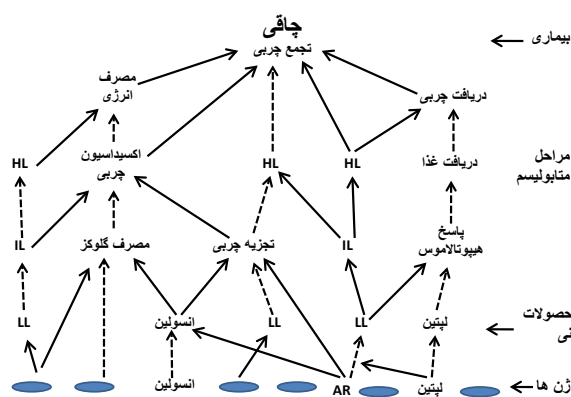 چاقی
تجمع چربی
بیماری
مصرف
انرژی
دریافت چربی
HL
اکسیداسیون
چربی
HL
HL
دریافت غذا
مراحل
متابولیسم
IL
مصرف گلوکز
تجزیه چربی
IL
پاسخ
هیپوتالاموس
LL
انسولین
LL
LL
لپتین
حصولات
نی
انسولین
AR
لپتین
ژن ها